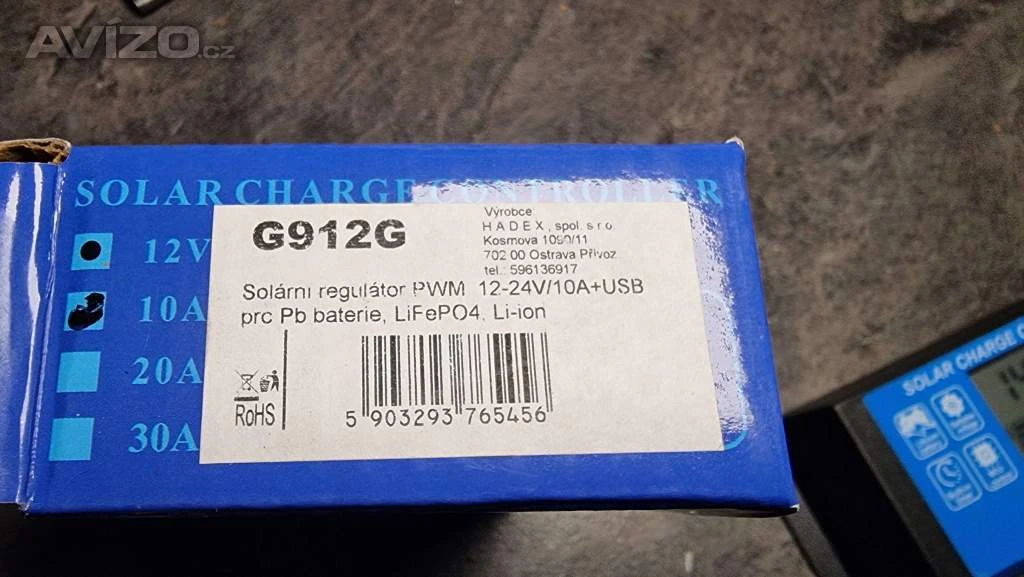 AVÍZO.cz
SOLAR CHARGE CONTROLLER
12V
10A
20A
30A
G912G
Výrobce:
HADEX, spol. s r.o.
Kosmova 1090/11
702 00 Ostrava Přívoz
tel.: 596136917
Solární regulátor PWM 12-24V/10A+USB
prc Pb baterie, LiFePO4, Li-ion
RoHS
5 903293 765456
SOLAR CHARGE C